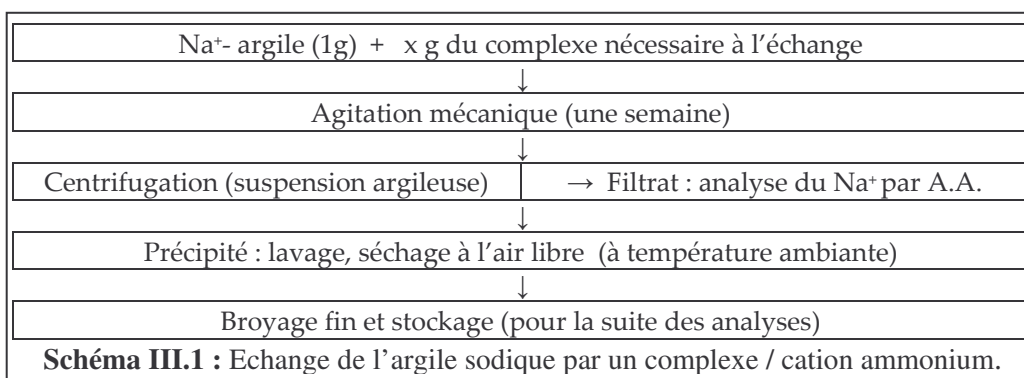 Na⁺- argile (1g) + x g du complexe nécessaire à l’échange
↓
Agitation mécanique (une semaine)
↓
Centrifugation (suspension argileuse) → Filtrat : analyse du Na⁺ par A.A.
↓
Précipité : lavage, séchage à l’air libre (à température ambiante)
↓
Broyage fin et stockage (pour la suite des analyses)
Schéma III.1 : Echange de l’argile sodique par un complexe / cation ammonium.